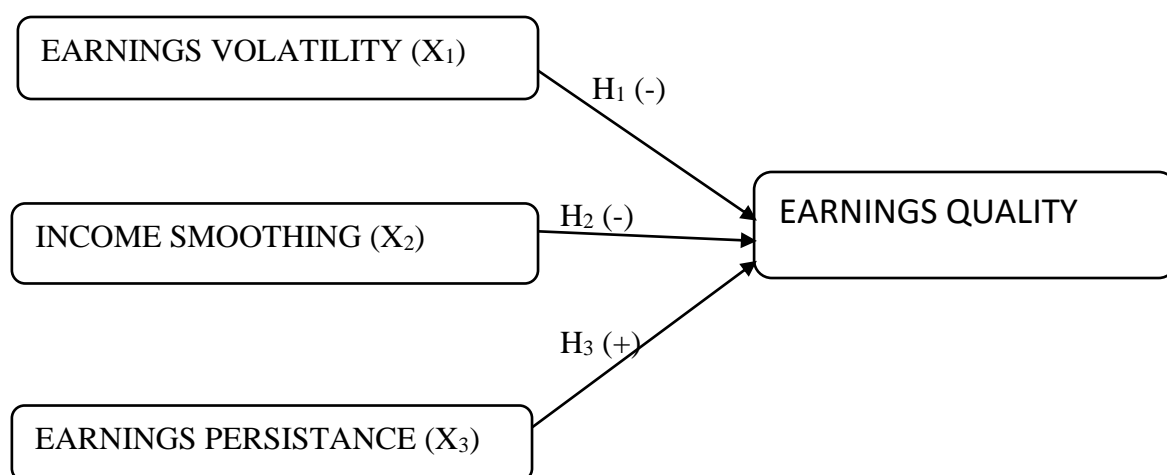 EARNINGS VOLATILITY (X₁)
H₁ (-)
EARNINGS QUALITY
INCOME SMOOTHING (X₂)
H₂ (-)
H₃ (+)
EARNINGS PERSISTANCE (X₃)